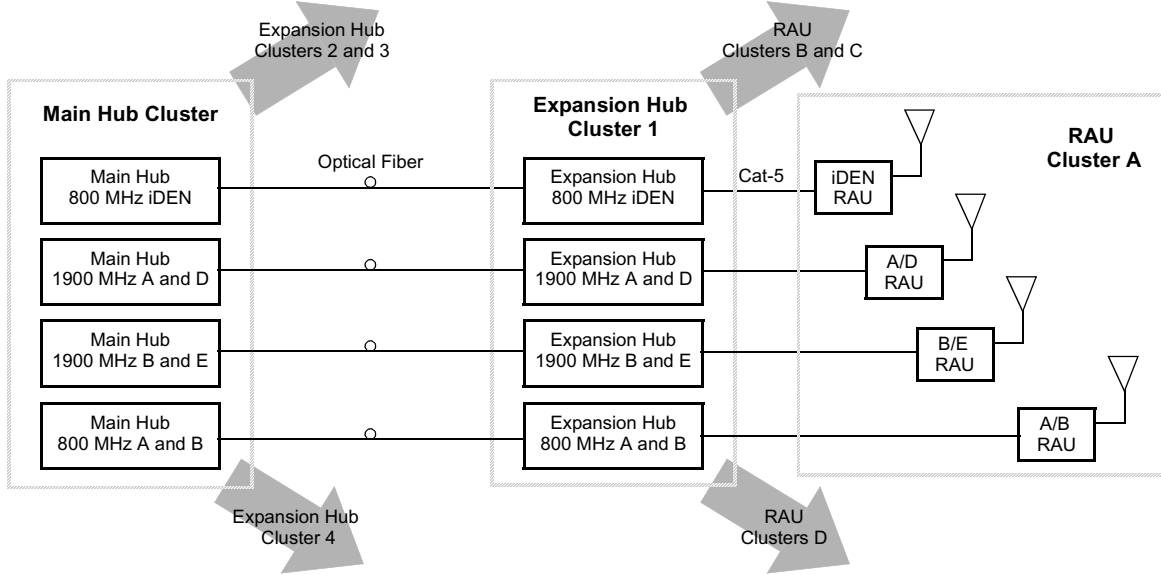 Expansion Hub
Clusters 2 and 3
RAU
Clusters B and C
Main Hub Cluster
Expansion Hub
Cluster 1
RAU
Cluster A
Main Hub
800 MHz iDEN
Optical Fiber
Expansion Hub
800 MHz iDEN
Cat-5
iDEN
RAU
Main Hub
1900 MHz A and D
Expansion Hub
1900 MHz A and D
A/D
RAU
Main Hub
1900 MHz B and E
Expansion Hub
1900 MHz B and E
B/E
RAU
Main Hub
800 MHz A and B
Expansion Hub
800 MHz A and B
A/B
RAU
Expansion Hub
Cluster 4
RAU
Clusters D